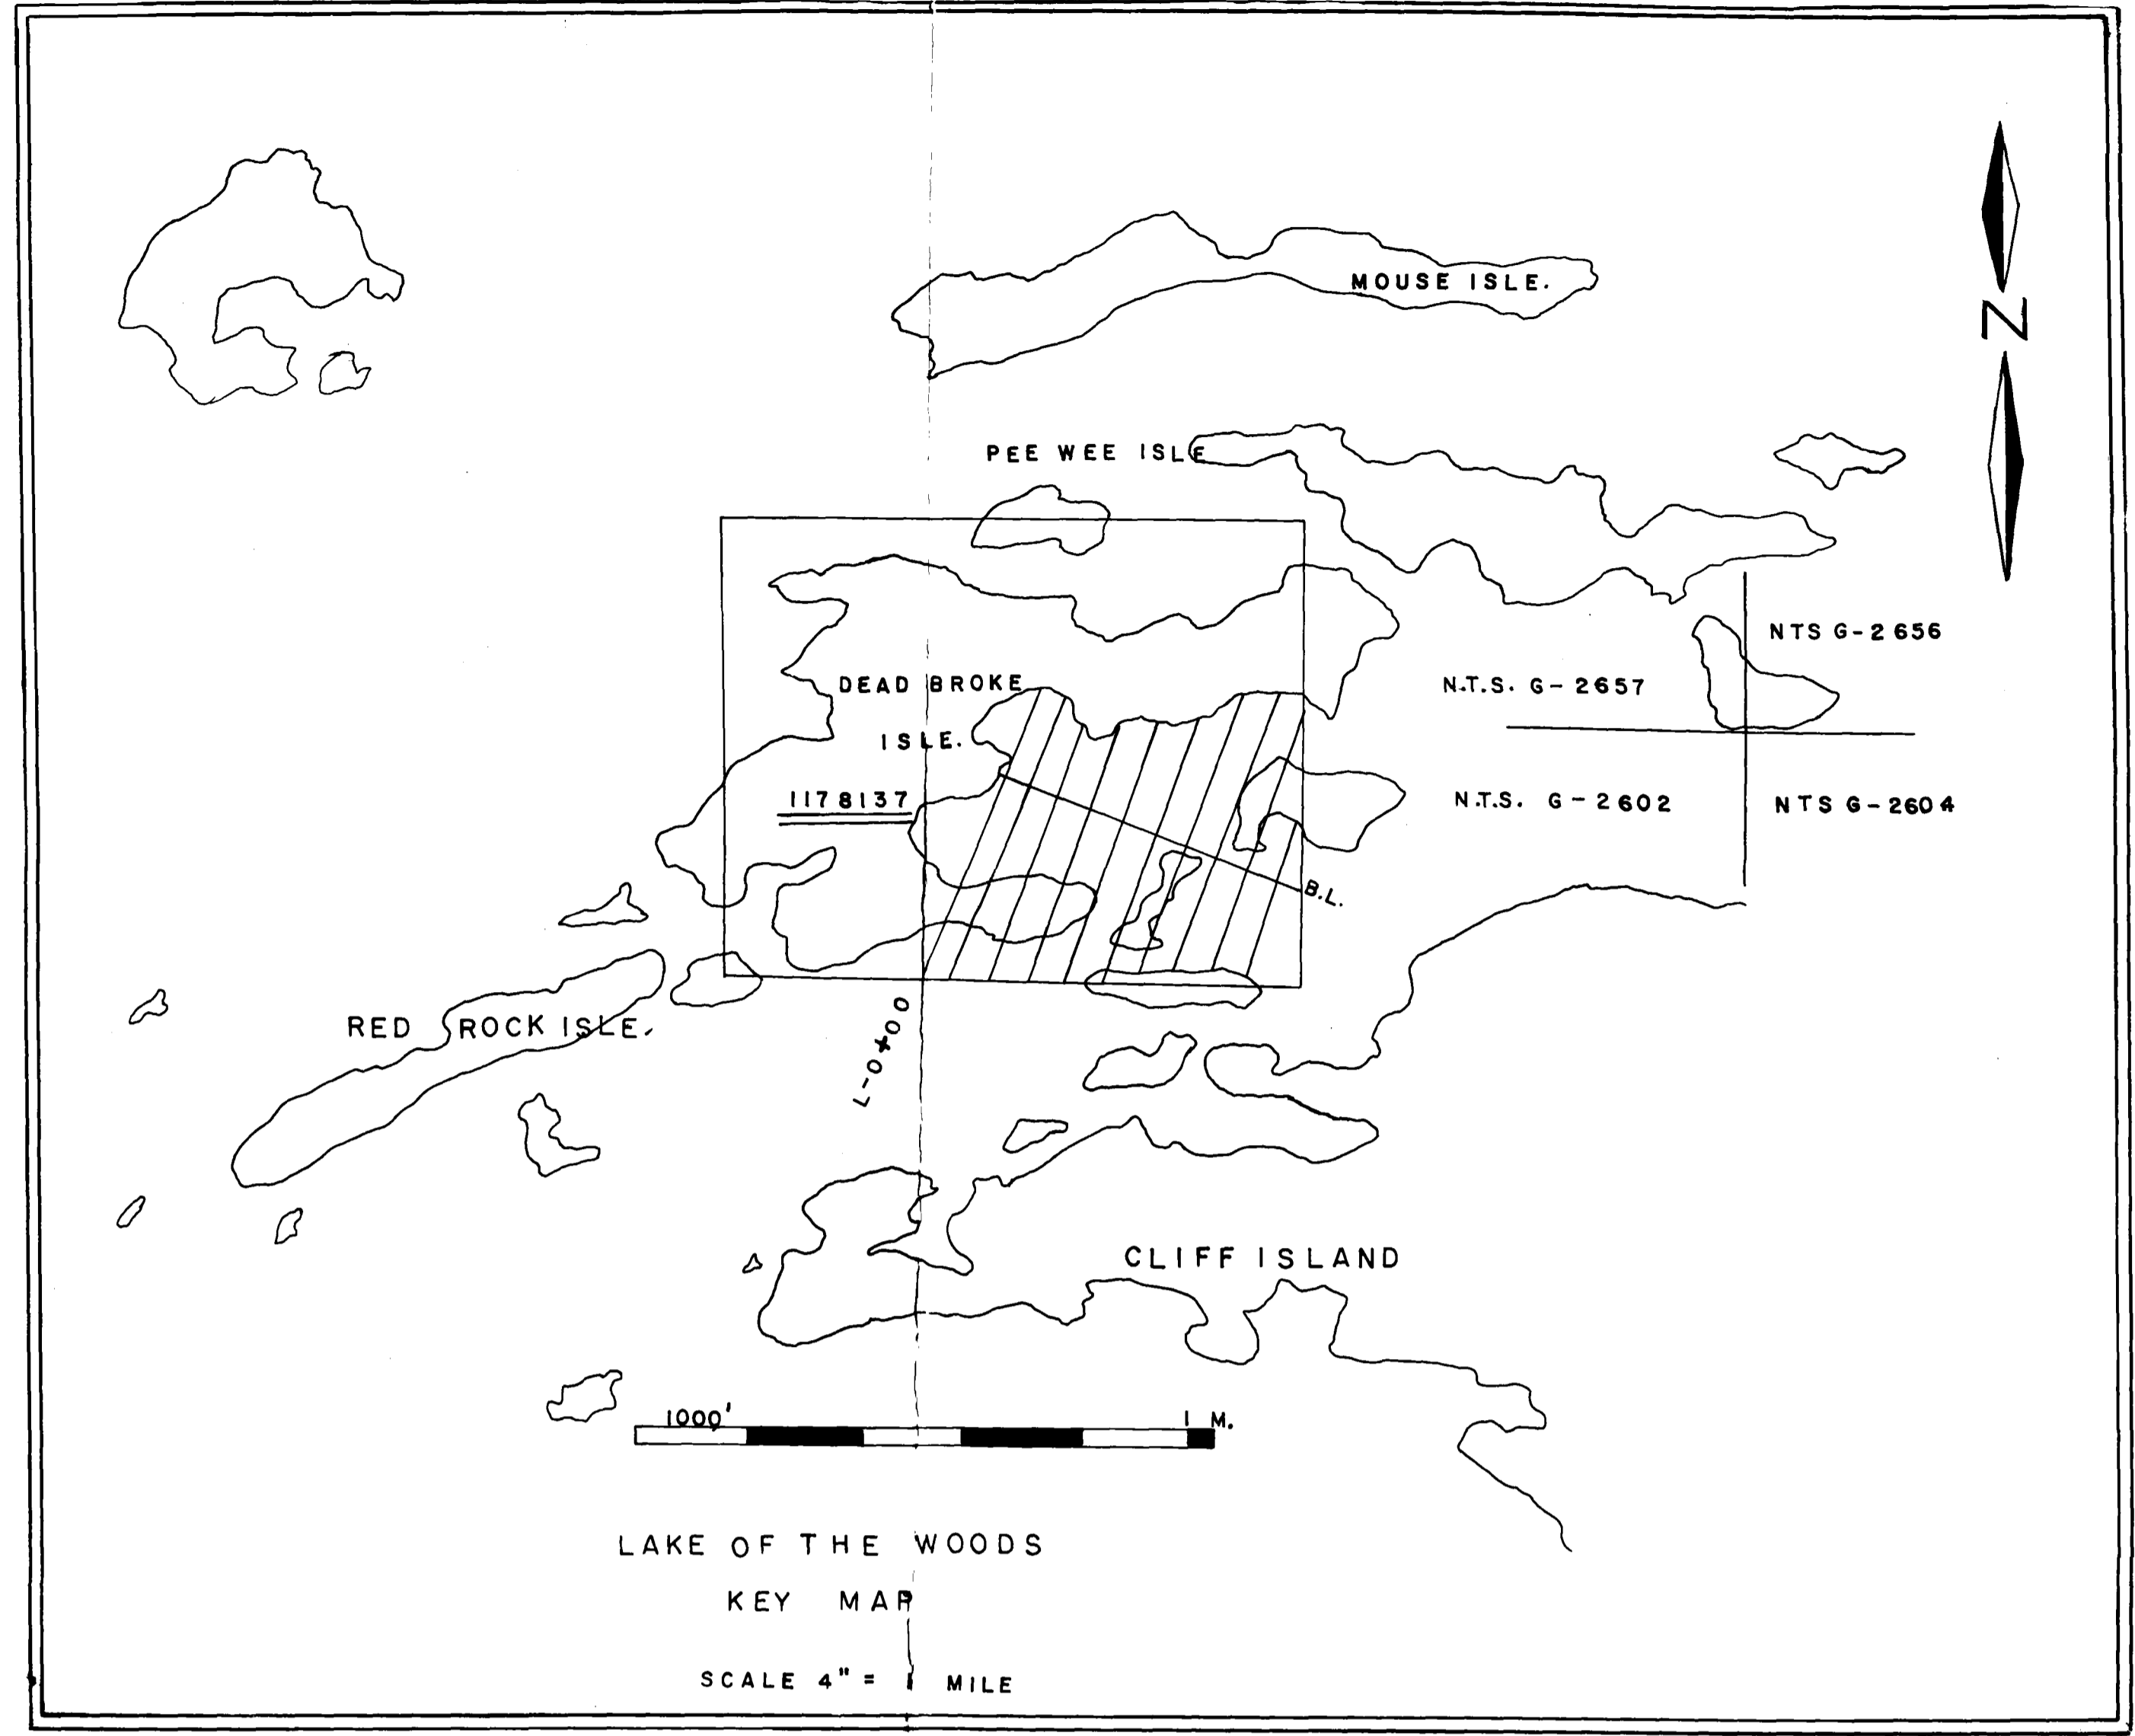 MOUSE ISLE.
N
PEE WEE ISLE
NTS G-2656
DEAD BROKE
ISLE.
N.T.S. G-2657
1178137
N.T.S. G-2602
NTS G-2604
B.L.
L-0+00
RED ROCK ISLE.
CLIFF ISLAND
1000' 1 M.
LAKE OF THE WOODS
KEY MAP
SCALE 4" = 1 MILE